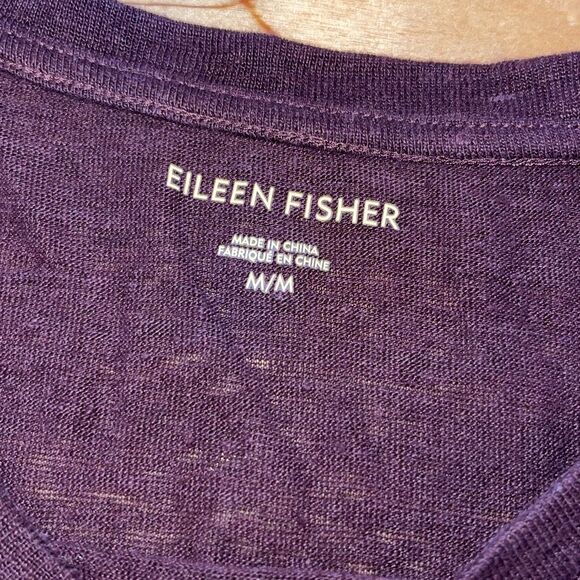 EILEEN FISHER
MADE IN CHINA
FABRIQUÉ EN CHINE
M/M